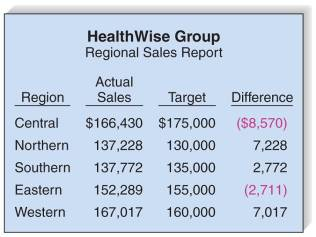 HealthWise Group
Regional Sales Report
Actual
Region Sales Target Difference
Central $166,430 $175,000 ($8,570)
Northern 137,228 130,000 7,228
Southern 137,772 135,000 2,772
Eastern 152,289 155,000 (2,711)
Western 167,017 160,000 7,017